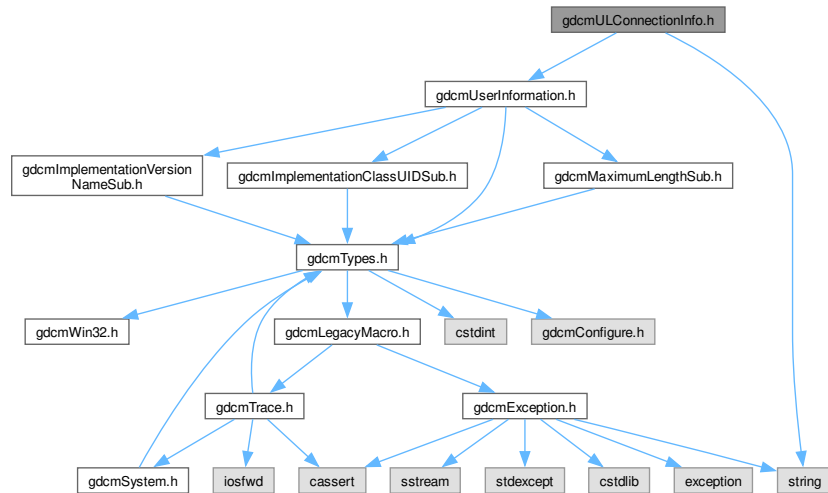 gdcmULConnectionInfo.h
gdcmUserInformation.h
gdcmImplementationVersion
NameSub.h
gdcmImplementationClassUIDSub.h
gdcmMaximumLengthSub.h
gdcmTypes.h
gdcmWin32.h
gdcmLegacyMacro.h
cstdint
gdcmConfigure.h
gdcmTrace.h
gdcmException.h
gdcmSystem.h
iosfwd
cassert
sstream
stdexcept
cstdlib
exception
string